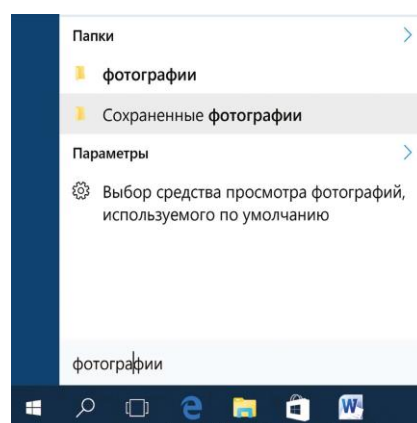 Папки
фотографии
Сохраненные фотографии
Параметры
Выбор средства просмотра фотографий,
используемого по умолчанию
фотографии